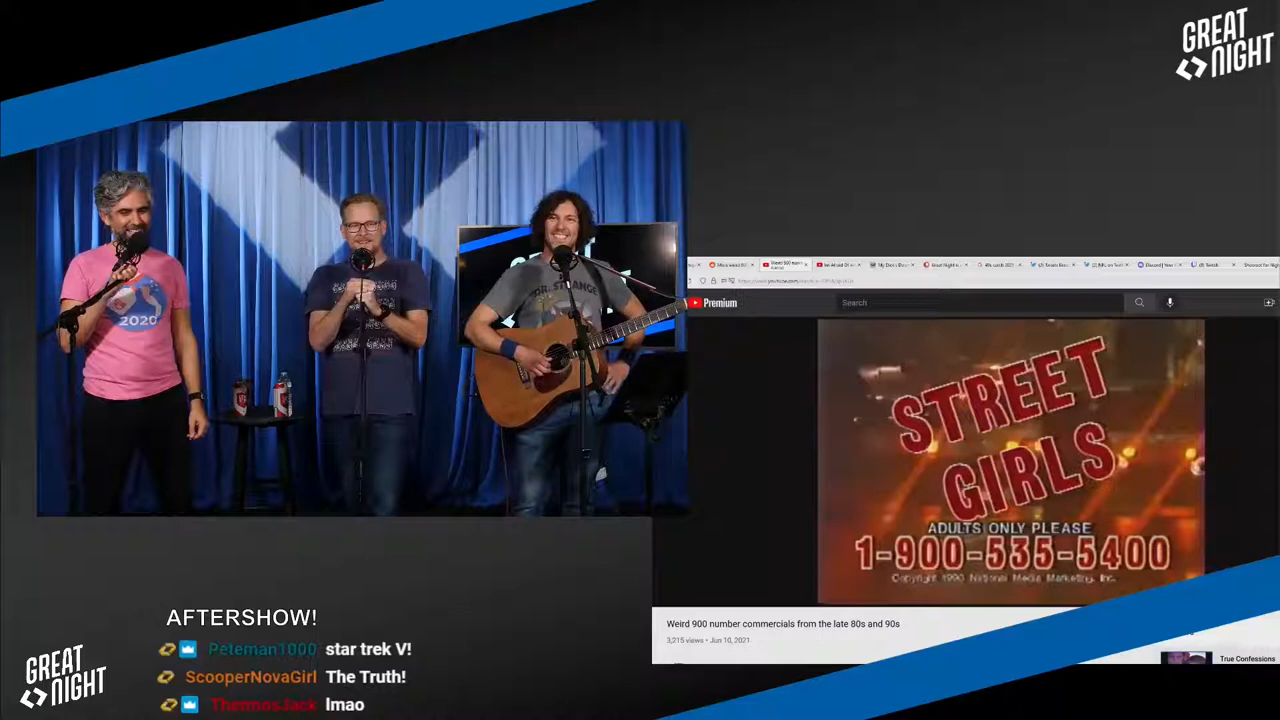 GREAT
NIGHT
2020
DR. STRANGE
Premium
Search
STREET
GIRLS
ADULTS ONLY PLEASE
1-900-535-5400
Copyright 1990 National Media Marketing, Inc.
Weird 900 number commercials from the late 80s and 90s
3,215 views • Jun 10, 2021
True Confessions
AFTERSHOW!
Peteman1000 star trek V!
ScooperNovaGirl The Truth!
ThermosJack lmao
GREAT
NIGHT